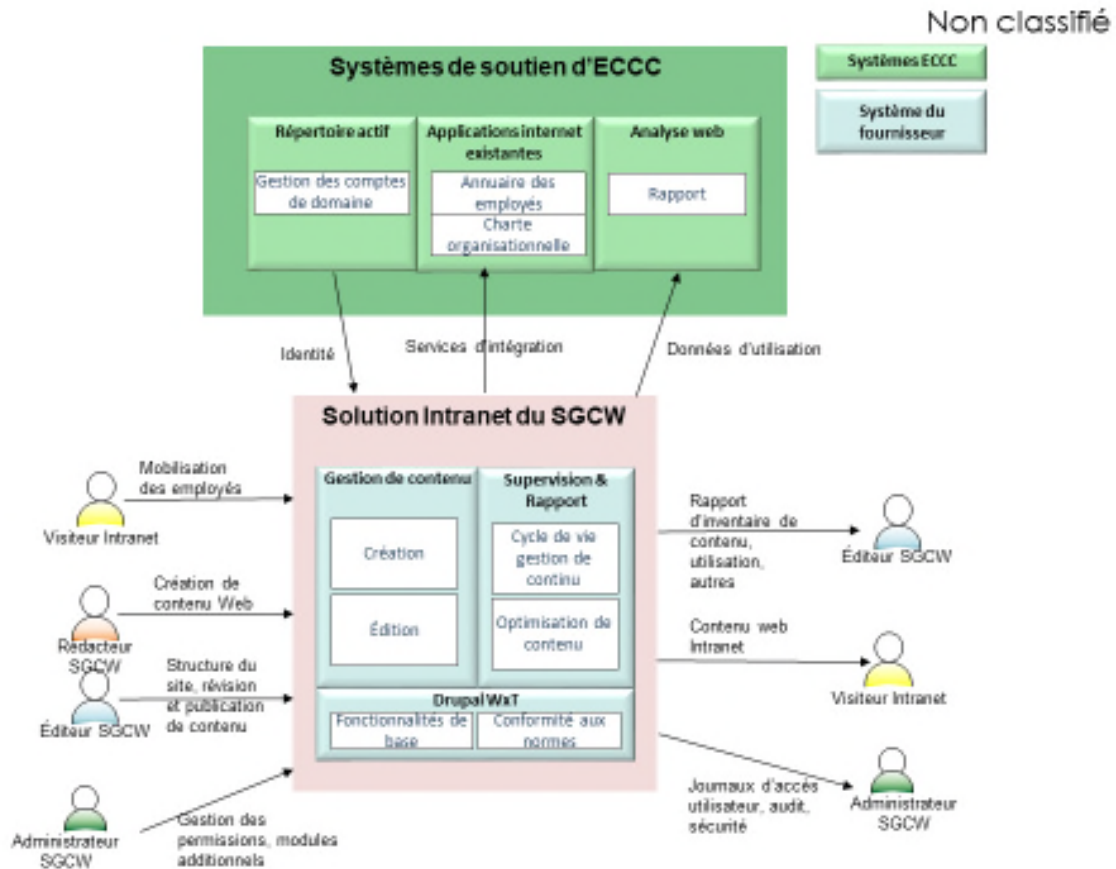 Non classifié
Systèmes de soutien d'ECCC
Systèmes ECCC
Système du
fournisseur
Répertoire actif
Gestion des comptes
de domaine
Applications internet
existantes
Annuaire des
employés
Charte
organisationnelle
Analyse web
Rapport
Identité
Services d'intégration
Données d'utilisation
Solution Intranet du SGCW
Gestion de contenu
Création
Édition
Supervision &
Rapport
Cycle de vie
gestion de
continu
Optimisation de
contenu
Drupal WxT
Fonctionnalités de
base
Conformité aux
normes
Mobilisation
des employés
Visiteur Intranet
Création de
contenu Web
Rédacteur
SGCW
Structure du
site, révision
et publication
de contenu
Éditeur SGCW
Gestion des
permissions, modules
additionnels
Administrateur
SGCW
Rapport
d'inventaire de
contenu,
utilisation,
autres
Éditeur SGCW
Contenu web
Intranet
Visiteur Intranet
Journaux d'accés
utilisateur, audit,
sécurité
Administrateur
SGCW